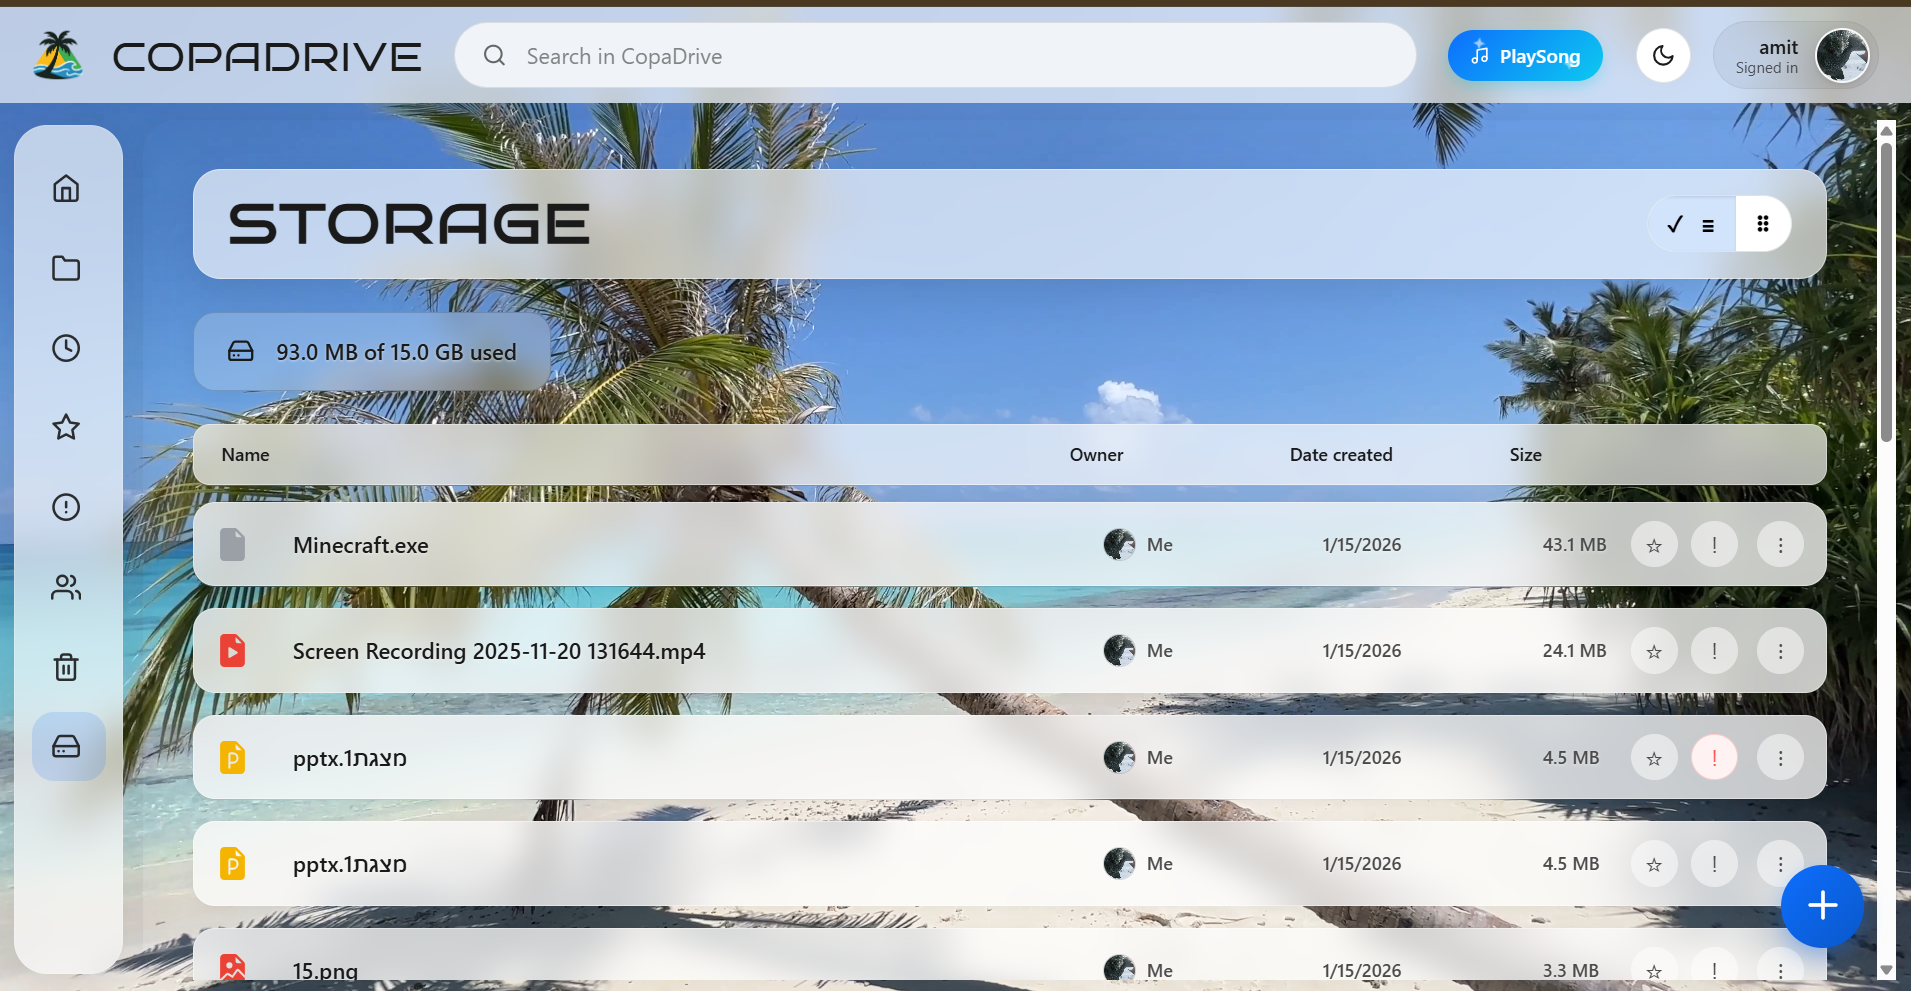 COPADRIVE
Search in CopaDrive
PlaySong
amit
Signed in
STORAGE
93.0 MB of 15.0 GB used
Name Owner Date created Size
Minecraft.exe Me 1/15/2026 43.1 MB
Screen Recording 2025-11-20 131644.mp4 Me 1/15/2026 24.1 MB
מצגת1.pptx Me 1/15/2026 4.5 MB
מצגת1.pptx Me 1/15/2026 4.5 MB
15.png Me 1/15/2026 3.3 MB